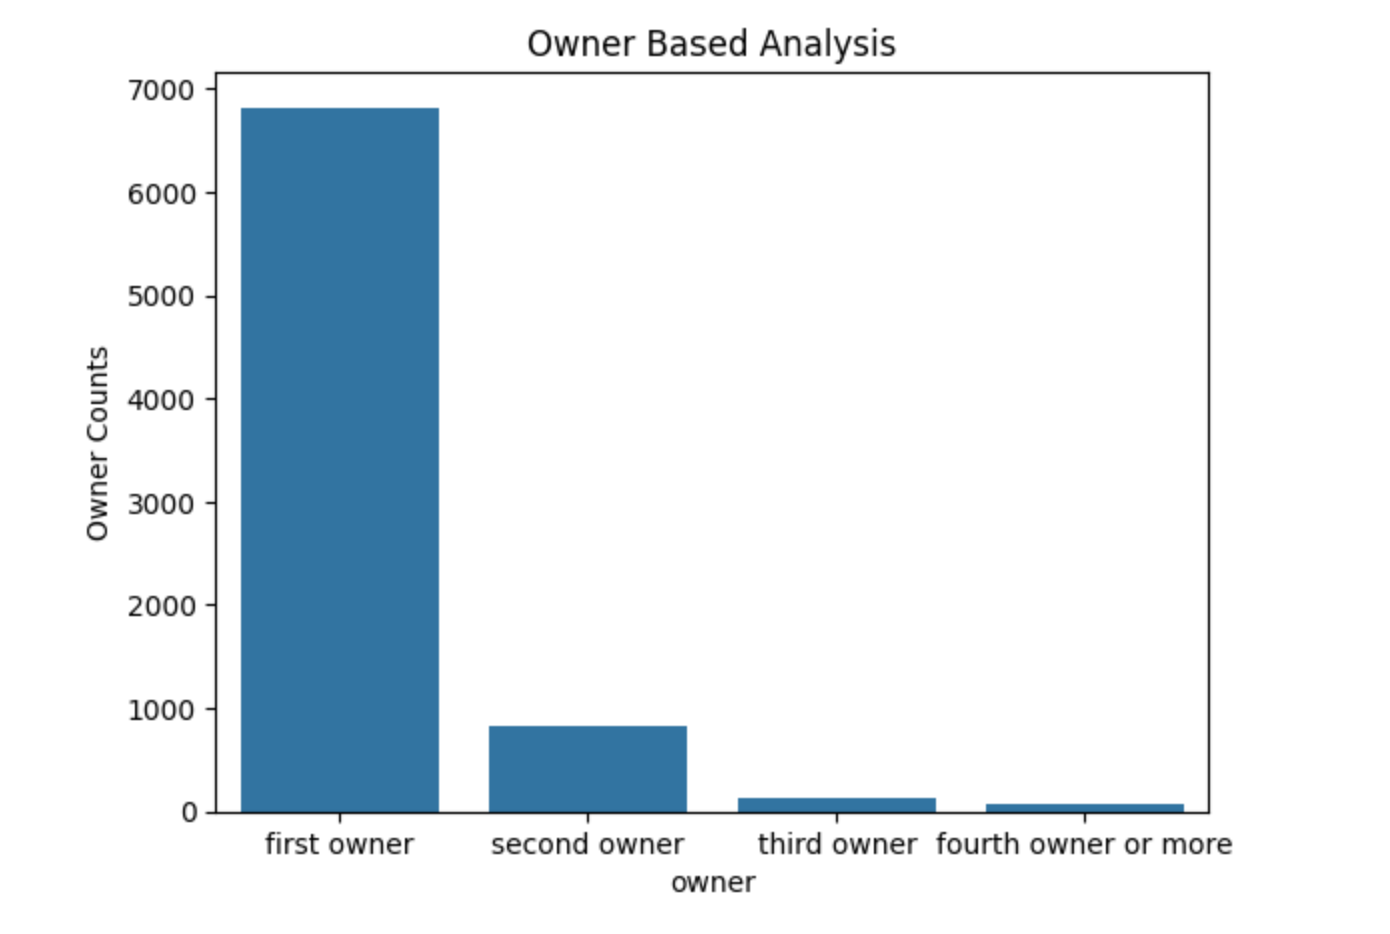 Owner Based Analysis
7000
6000
5000
4000
3000
2000
1000
0
Owner Counts
first owner second owner third owner fourth owner or more
owner